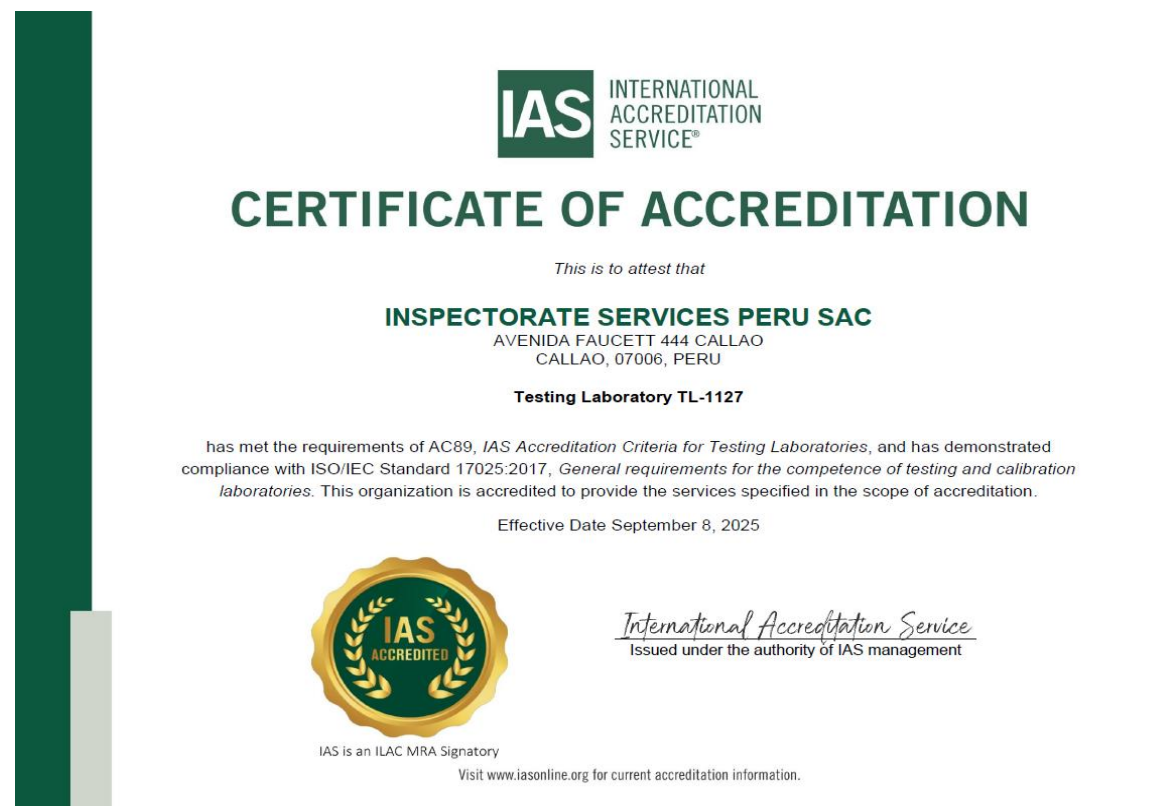 IAS INTERNATIONAL
ACCREDITATION
SERVICE®
CERTIFICATE OF ACCREDITATION
This is to attest that
INSPECTORATE SERVICES PERU SAC
AVENIDA FAUCETT 444 CALLAO
CALLAO, 07006, PERU
Testing Laboratory TL-1127
has met the requirements of AC89, IAS Accreditation Criteria for Testing Laboratories, and has demonstrated
compliance with ISO/IEC Standard 17025:2017, General requirements for the competence of testing and calibration
laboratories. This organization is accredited to provide the services specified in the scope of accreditation.
Effective Date September 8, 2025
IAS
ACCREDITED
International Accreditation Service
Issued under the authority of IAS management
IAS is an ILAC MRA Signatory
Visit www.iasonline.org for current accreditation information.